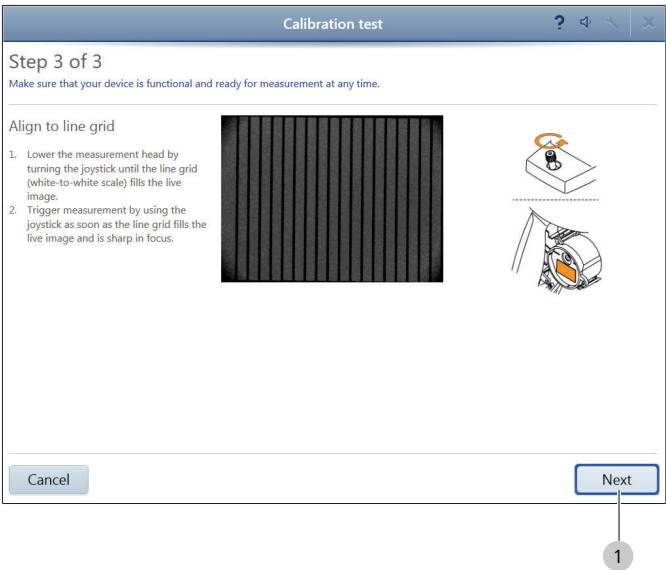 Calibration test
?
Step 3 of 3
Make sure that your device is functional and ready for measurement at any time.
Align to line grid
1. Lower the measurement head by
turning the joystick until the line grid
(white-to-white scale) fills the live
image.
2. Trigger measurement by using the
joystick as soon as the line grid fills the
live image and is sharp in focus.
Cancel
Next
1